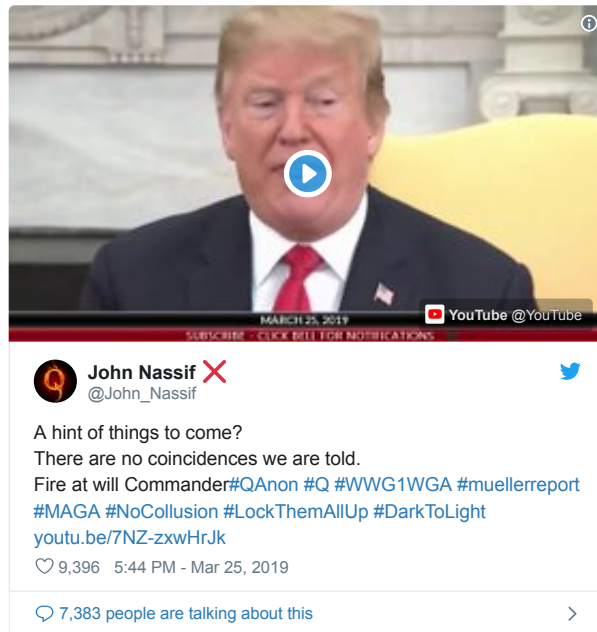 MARCH 25, 2019
YouTube @YouTube
SUBSCRIBE - CLICK BELL FOR NOTIFICATIONS
John Nassif
@John_Nassif
A hint of things to come?
There are no coincidences we are told.
Fire at will Commander#QAnon #Q #WWG1WGA #muellerreport
#MAGA #NoCollusion #LockThemAllUp #DarkToLight
youtu.be/7NZ-zxwHrJk
9,396 5:44 PM - Mar 25, 2019
7,383 people are talking about this